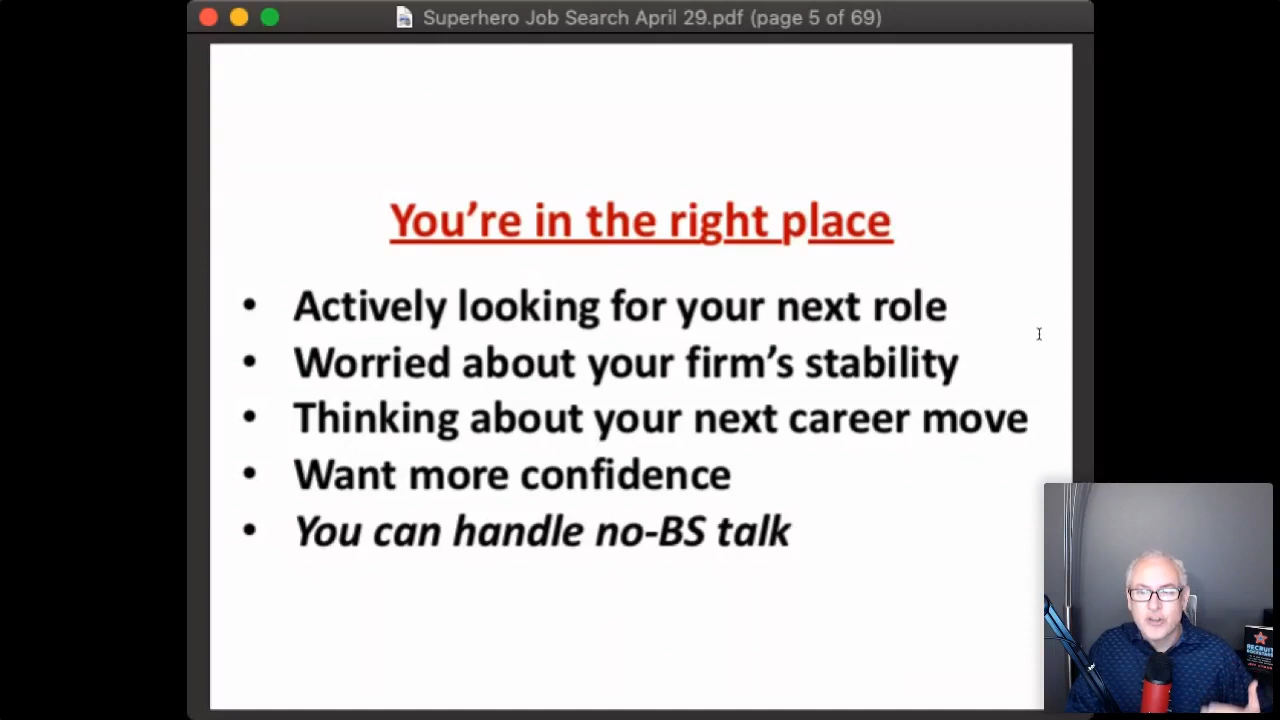 Superhero Job Search April 29.pdf (page 5 of 69)
You're in the right place
• Actively looking for your next role
• Worried about your firm's stability
• Thinking about your next career move
• Want more confidence
• You can handle no-BS talk
RECRUIT
ROCKSTARS